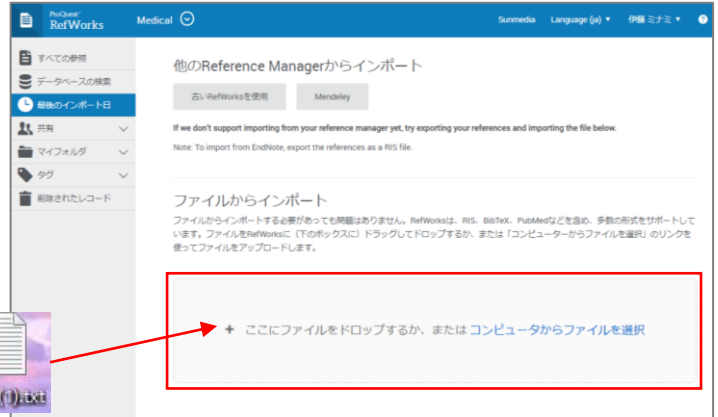 ProQuest®
RefWorks
Medical
Sunmedia
Language (ja)
伊藤 ミナミ
?
すべての参照
データベースの検索
最後のインポート日
共有
マイフォルダ
タグ
削除されたレコード
他のReference Managerからインポート
古いRefWorksを使用
Mendeley
If we don't support importing from your reference manager yet, try exporting your references and importing the file below.
Note: To import from EndNote, export the references as a RIS file.
ファイルからインポート
ファイルからインポートする必要があっても問題はありません。RefWorksは、RIS、BibTeX、PubMedなどを含め、多数の形式をサポートして
います。ファイルをRefWorksに（下のボックスに）ドラッグしてドロップするか、または「コンピューターからファイルを選択」のリンクを
使ってファイルをアップロードします。
+ ここにファイルをドロップするか、または コンピュータからファイルを選択
(1).txt